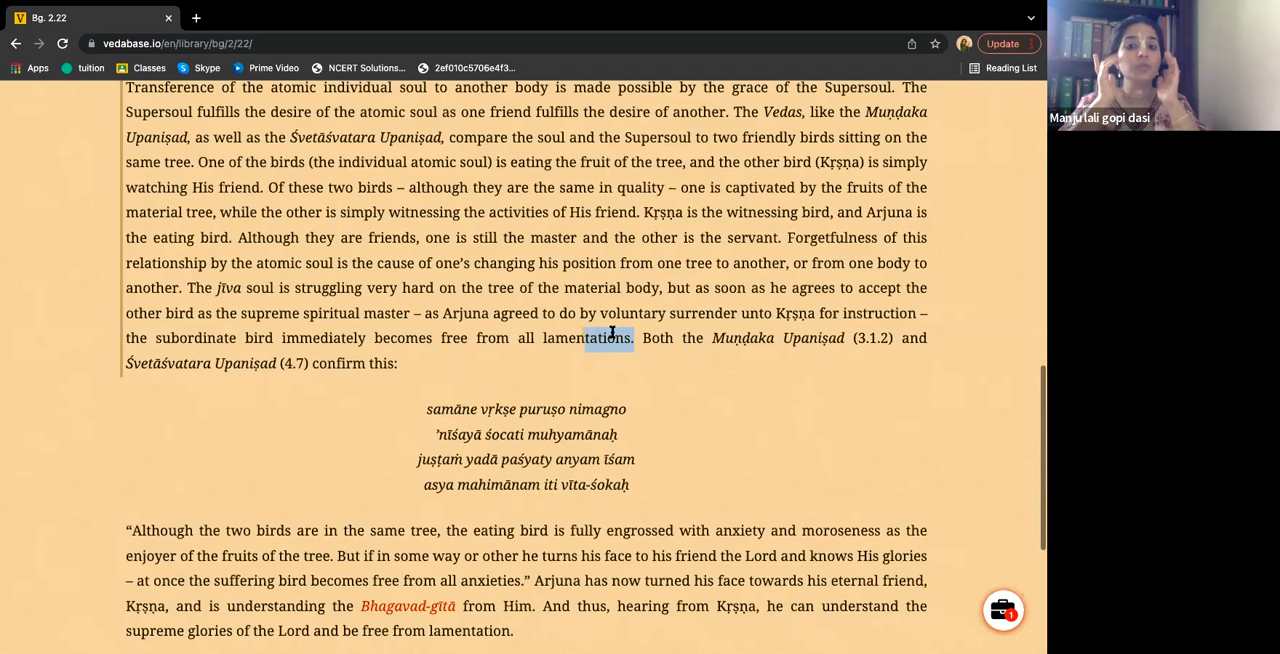 Bg. 2.22
vedabase.io/en/library/bg/2/22/
Update
Apps
tuition
Classes
Skype
Prime Video
NCERT Solutions...
2ef010c5706e4f3...
Reading List
Transference of the atomic individual soul to another body is made possible by the grace of the Supersoul. The
Supersoul fulfills the desire of the atomic soul as one friend fulfills the desire of another. The Vedas, like the Muṇḍaka
Upaniṣad, as well as the Śvetāśvatara Upaniṣad, compare the soul and the Supersoul to two friendly birds sitting on the
same tree. One of the birds (the individual atomic soul) is eating the fruit of the tree, and the other bird (Kṛṣṇa) is simply
watching His friend. Of these two birds – although they are the same in quality – one is captivated by the fruits of the
material tree, while the other is simply witnessing the activities of His friend. Kṛṣṇa is the witnessing bird, and Arjuna is
the eating bird. Although they are friends, one is still the master and the other is the servant. Forgetfulness of this
relationship by the atomic soul is the cause of one’s changing his position from one tree to another, or from one body to
another. The jīva soul is struggling very hard on the tree of the material body, but as soon as he agrees to accept the
other bird as the supreme spiritual master – as Arjuna agreed to do by voluntary surrender unto Kṛṣṇa for instruction –
the subordinate bird immediately becomes free from all lamentations. Both the Muṇḍaka Upaniṣad (3.1.2) and
Śvetāśvatara Upaniṣad (4.7) confirm this:
samāne vṛkṣe puruṣo nimagno
’nīśayā śocati muhyamānaḥ
juṣṭaṁ yadā paśyaty anyam īśam
asya mahimānam iti vīta-śokaḥ
“Although the two birds are in the same tree, the eating bird is fully engrossed with anxiety and moroseness as the
enjoyer of the fruits of the tree. But if in some way or other he turns his face to his friend the Lord and knows His glories
– at once the suffering bird becomes free from all anxieties.” Arjuna has now turned his face towards his eternal friend,
Kṛṣṇa, and is understanding the Bhagavad-gītā from Him. And thus, hearing from Kṛṣṇa, he can understand the
supreme glories of the Lord and be free from lamentation.
1
Manju lali gopi dasi